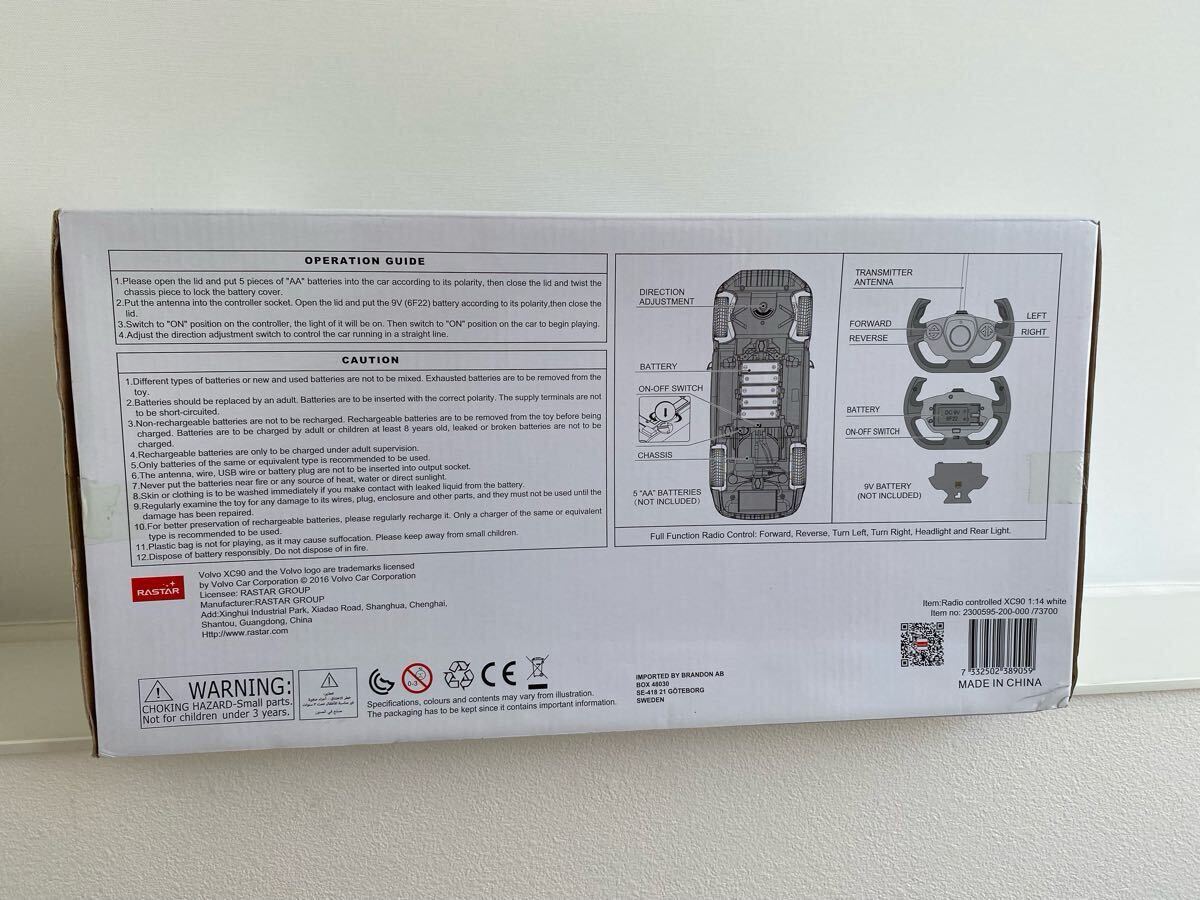 OPERATION GUIDE
1.Please open the lid and put 5 pieces of "AA" batteries into the car according to its polarity, then close the lid and twist the
chassis piece to lock the battery cover.
2.Put the antenna into the controller socket. Open the lid and put the 9V (6F22) battery according to its polarity,then close the
lid.
3.Switch to "ON" position on the controller, the light of it will be on. Then switch to "ON" position on the car to begin playing.
4.Adjust the direction adjustment switch to control the car running in a straight line.
CAUTION
1.Different types of batteries or new and used batteries are not to be mixed. Exhausted batteries are to be removed from the
toy.
2.Batteries should be replaced by an adult. Batteries are to be inserted with the correct polarity. The supply terminals are not
to be short-circuited.
3.Non-rechargeable batteries are not to be recharged. Rechargeable batteries are to be removed from the toy before being
charged. Batteries are to be charged by adult or children at least 8 years old, leaked or broken batteries are not to be
charged.
4.Rechargeable batteries are only to be charged under adult supervision.
5.Only batteries of the same or equivalent type is recommended to be used.
6.The antenna, wire, USB wire or battery plug are not to be inserted into output socket.
7.Never put the batteries near fire or any source of heat, water or direct sunlight.
8.Skin or clothing is to be washed immediately if you make contact with leaked liquid from the battery.
9.Regularly examine the toy for any damage to its wires, plug, enclosure and other parts, and they must not be used until the
damage has been repaired.
10.For better preservation of rechargeable batteries, please regularly recharge it. Only a charger of the same or equivalent
type is recommended to be used.
11.Plastic bag is not for playing, as it may cause suffocation. Please keep away from small children.
12.Dispose of battery responsibly. Do not dispose of in fire.
DIRECTION
ADJUSTMENT
BATTERY
ON-OFF SWITCH
CHASSIS
5 "AA" BATTERIES
(NOT INCLUDED)
TRANSMITTER
ANTENNA
FORWARD
REVERSE
LEFT
RIGHT
BATTERY
ON-OFF SWITCH
DC 9V
6F22
9V BATTERY
(NOT INCLUDED)
Full Function Radio Control: Forward, Reverse, Turn Left, Turn Right, Headlight and Rear Light.
RASTAR
Volvo XC90 and the Volvo logo are trademarks licensed
by Volvo Car Corporation © 2016 Volvo Car Corporation
Licensee: RASTAR GROUP
Manufacturer:RASTAR GROUP
Add:Xinghui Industrial Park, Xiadao Road, Shanghua, Chenghai,
Shantou, Guangdong, China
Http://www.rastar.com
Item:Radio controlled XC90 1:14 white
Item no: 2300595-200-000 /73700
7 332502 389059
MADE IN CHINA
WARNING:
CHOKING HAZARD-Small parts.
Not for children under 3 years.
0-3
CE
Specifications, colours and contents may vary from illustration.
The packaging has to be kept since it contains important information.
IMPORTED BY BRANDON AB
BOX 48030
SE-418 21 GÖTEBORG
SWEDEN